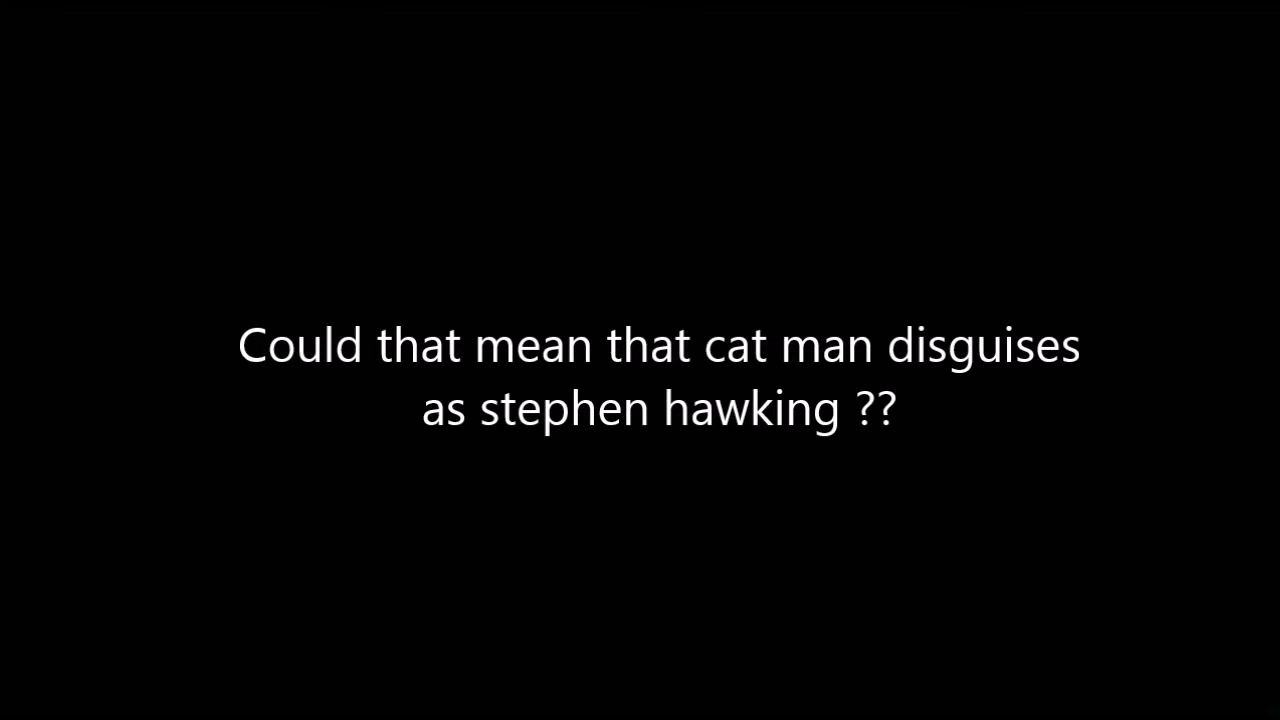 Could that mean that cat man disguises
as stephen hawking ??